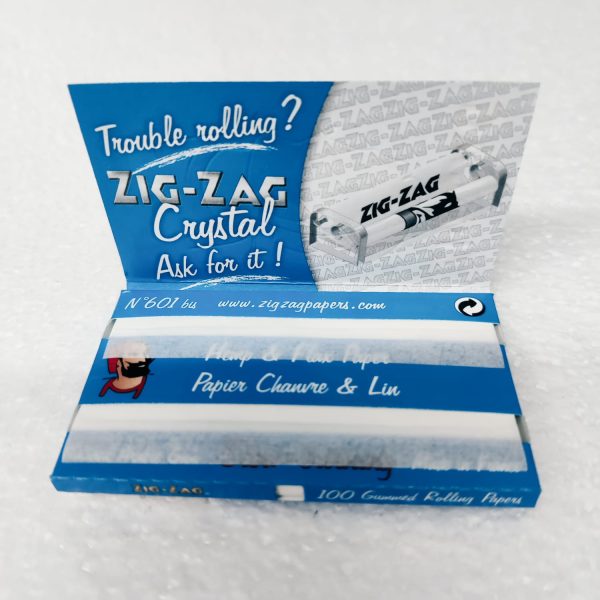 Trouble rolling?
ZIG-ZAG
Crystal
Ask for it!
ZIG-ZAG
N°601 bis www.zigzagpapers.com
Hemp & Flax Paper
Papier Chanvre & Lin
ZIG-ZAG
100 Gummed Rolling Papers